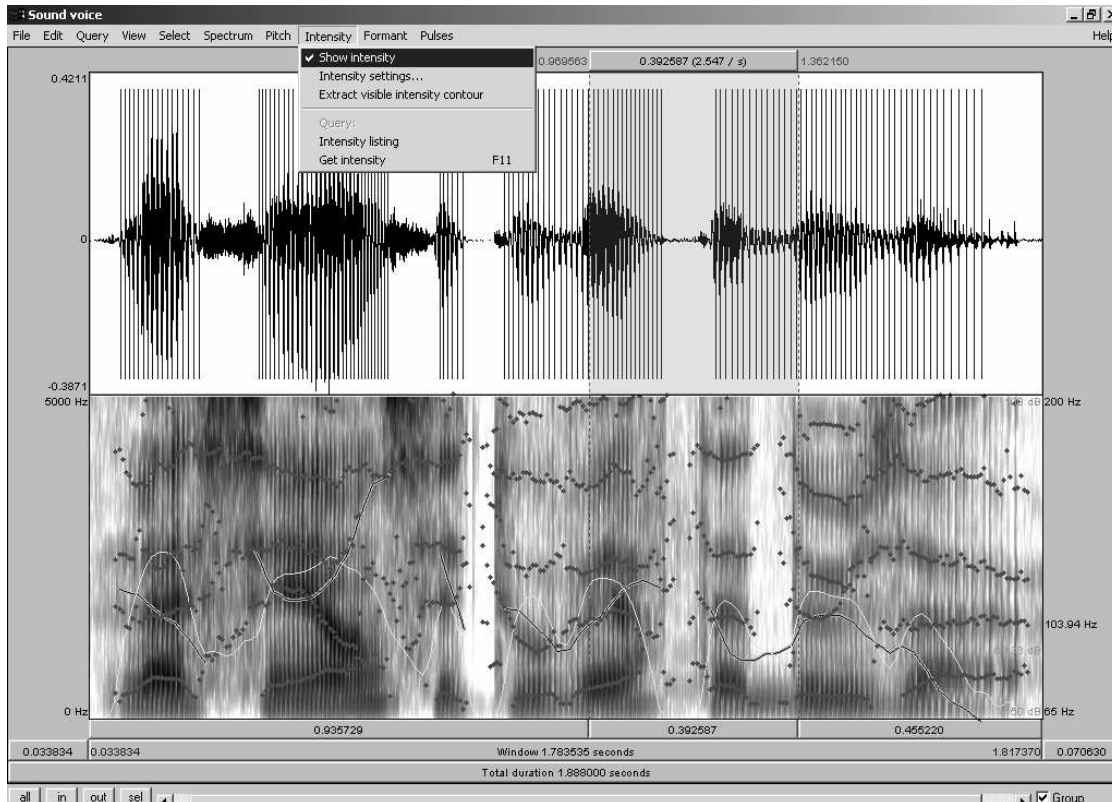 Sound voice
File Edit Query View Select Spectrum Pitch Intensity Formant Pulses Help
Show intensity
Intensity settings...
Extract visible intensity contour
Query:
Intensity listing
Get intensity F11
0.969563 0.392587 (2.547 / s) 1.362150
0.4211
0
-0.3871
5000 Hz
200 Hz
103.94 Hz
0 Hz
50 dB 65 Hz
0.935729 0.392587 0.455220
0.033834 0.033834 Window 1.783535 seconds 1.817370 0.070630
Total duration 1.888000 seconds
all in out sel Group